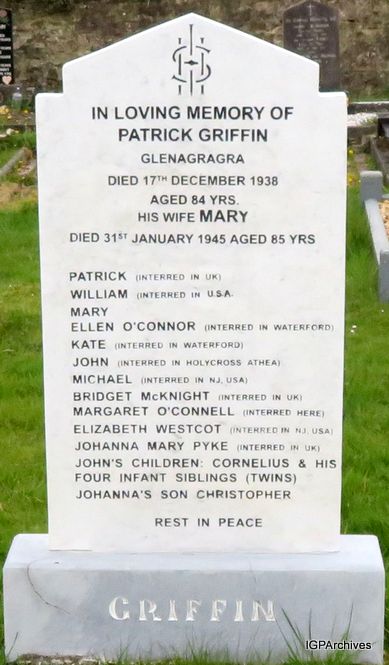 IHS
IN LOVING MEMORY OF
PATRICK GRIFFIN
GLENAGRAGRA
DIED 17TH DECEMBER 1938
AGED 84 YRS.
HIS WIFE MARY
DIED 31ST JANUARY 1945 AGED 85 YRS
PATRICK (INTERRED IN UK)
WILLIAM (INTERRED IN U.S.A.
MARY
ELLEN O'CONNOR (INTERRED IN WATERFORD)
KATE (INTERRED IN WATERFORD)
JOHN (INTERRED IN HOLYCROSS ATHEA)
MICHAEL (INTERRED IN NJ, USA)
BRIDGET McKNIGHT (INTERRED IN UK)
MARGARET O'CONNELL (INTERRED HERE)
ELIZABETH WESTCOT (INTERRED IN NJ, USA)
JOHANNA MARY PYKE (INTERRED IN UK)
JOHN'S CHILDREN: CORNELIUS & HIS
FOUR INFANT SIBLINGS (TWINS)
JOHANNA'S SON CHRISTOPHER
REST IN PEACE
GRIFFIN
IGPArchives